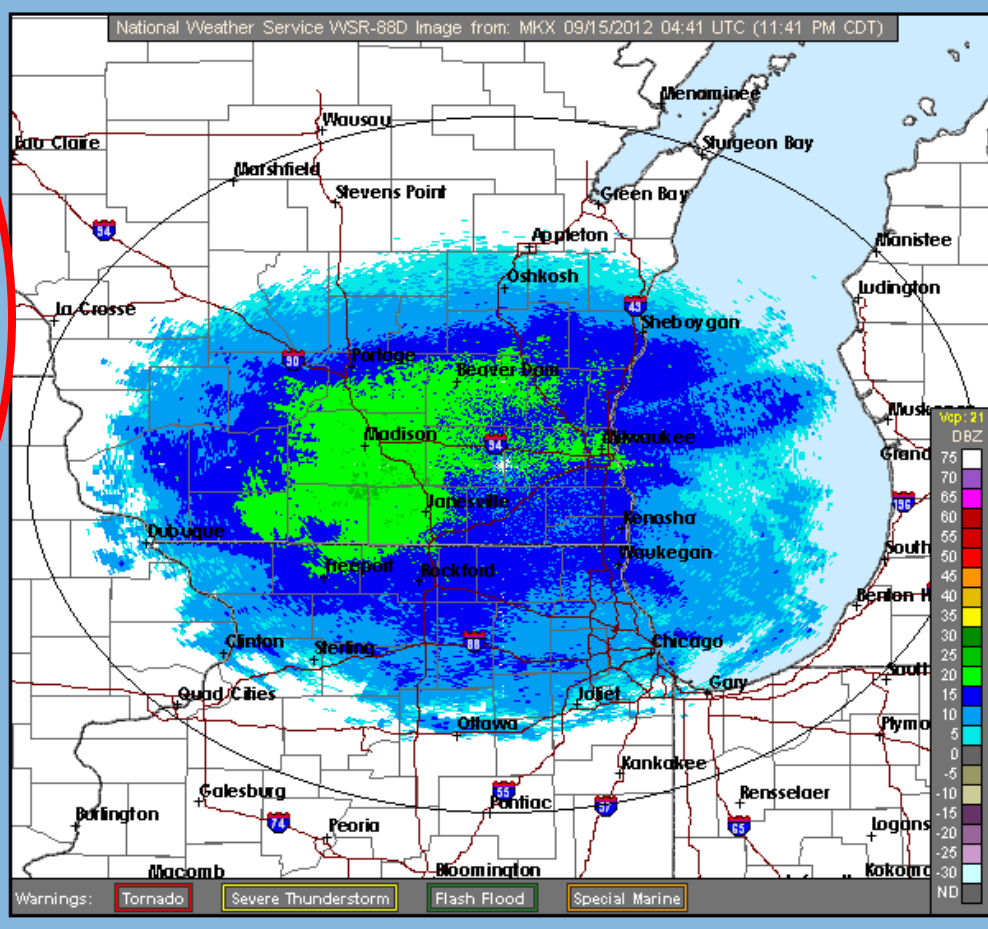 National Weather Service WSR-88D Image from: MKX 09/15/2012 04:41 UTC (11:41 PM CDT)
Menominee
Wausau
Eau Claire
Sturgeon Bay
Marshfield
Stevens Point
Green Bay
94
Appleton
Manistee
Oshkosh
Ludington
La Crosse
43
Sheboygan
90
Portage
Beaver Dam
Musk
Vcp: 21
DBZ
Madison
94
Milwaukee
Grand
75
70
65
60
55
50
45
40
35
30
25
20
15
10
5
0
-5
-10
-15
-20
-25
-30
ND
Janesville
196
Kenosha
Dubuque
Waukegan
South
Freeport
Rockford
Benton H
Clinton
Sterling
88
Chicago
South
Quad Cities
Joliet
Gary
Ottawa
Plymo
Kankakee
Galesburg
55
Pontiac
57
Rensselaer
Burlington
74
Peoria
65
Logans
Macomb
Bloomington
Kokomo
Warnings:
Tornado
Severe Thunderstorm
Flash Flood
Special Marine